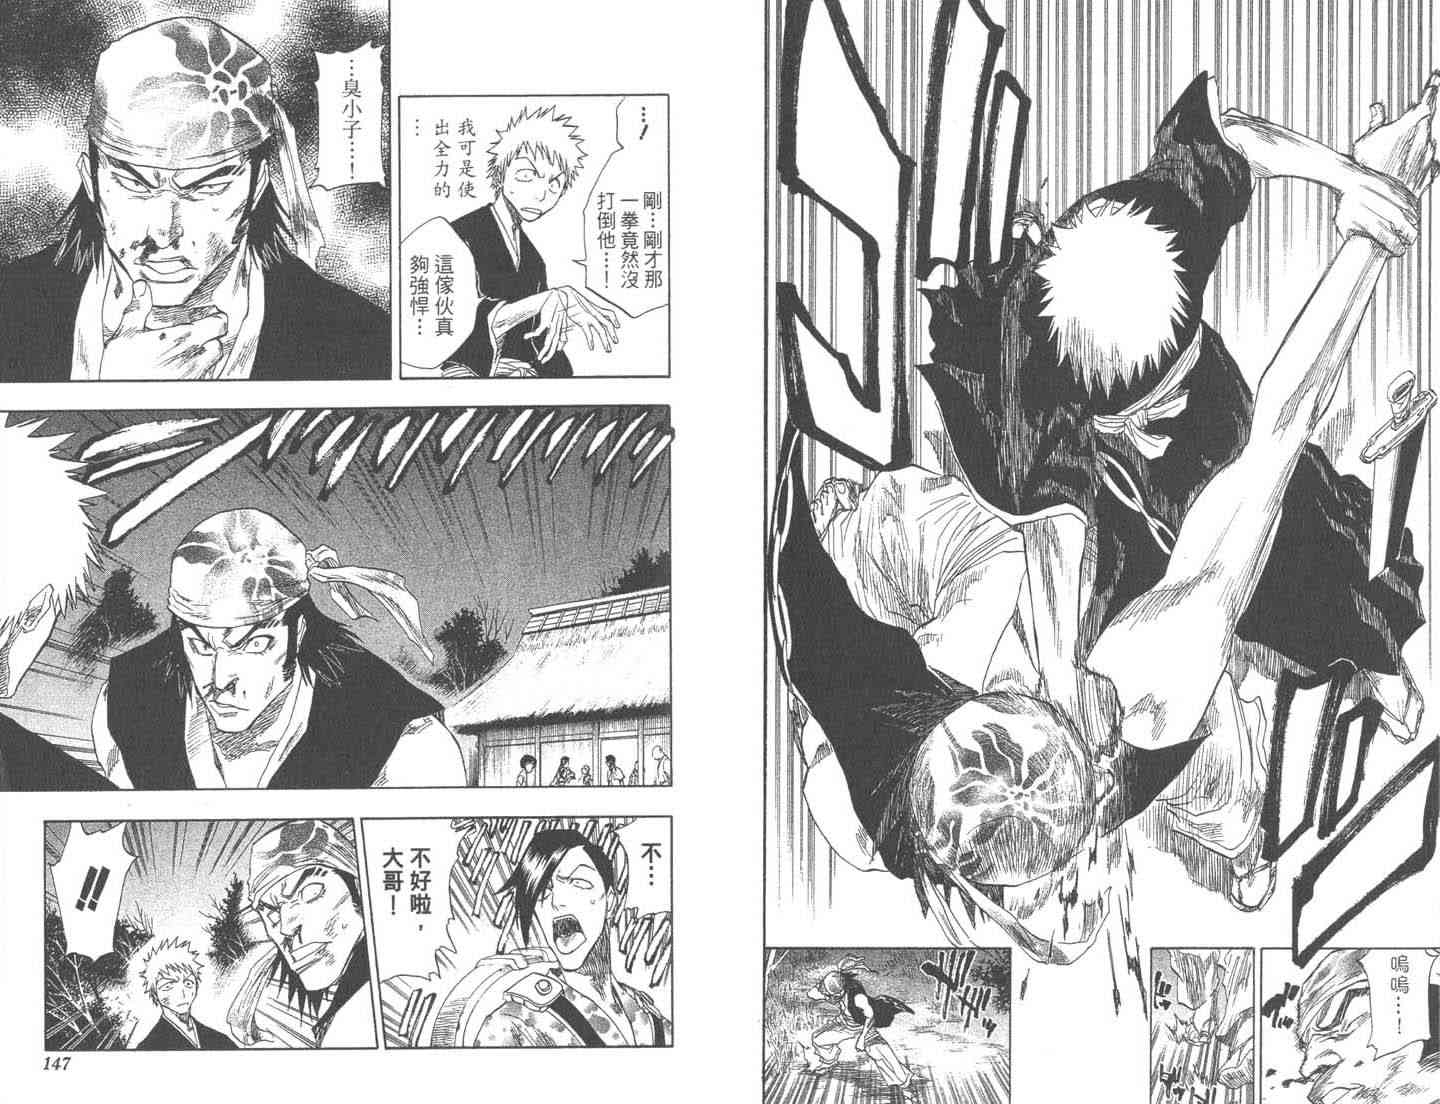 嗚嗚…!
…!
剛…剛才那
一拳竟然沒
打倒他…!
我可是使
出全力的
…
這傢伙真
夠強悍…
…臭小子…!
不…
不好啦,
大哥!
!!
147